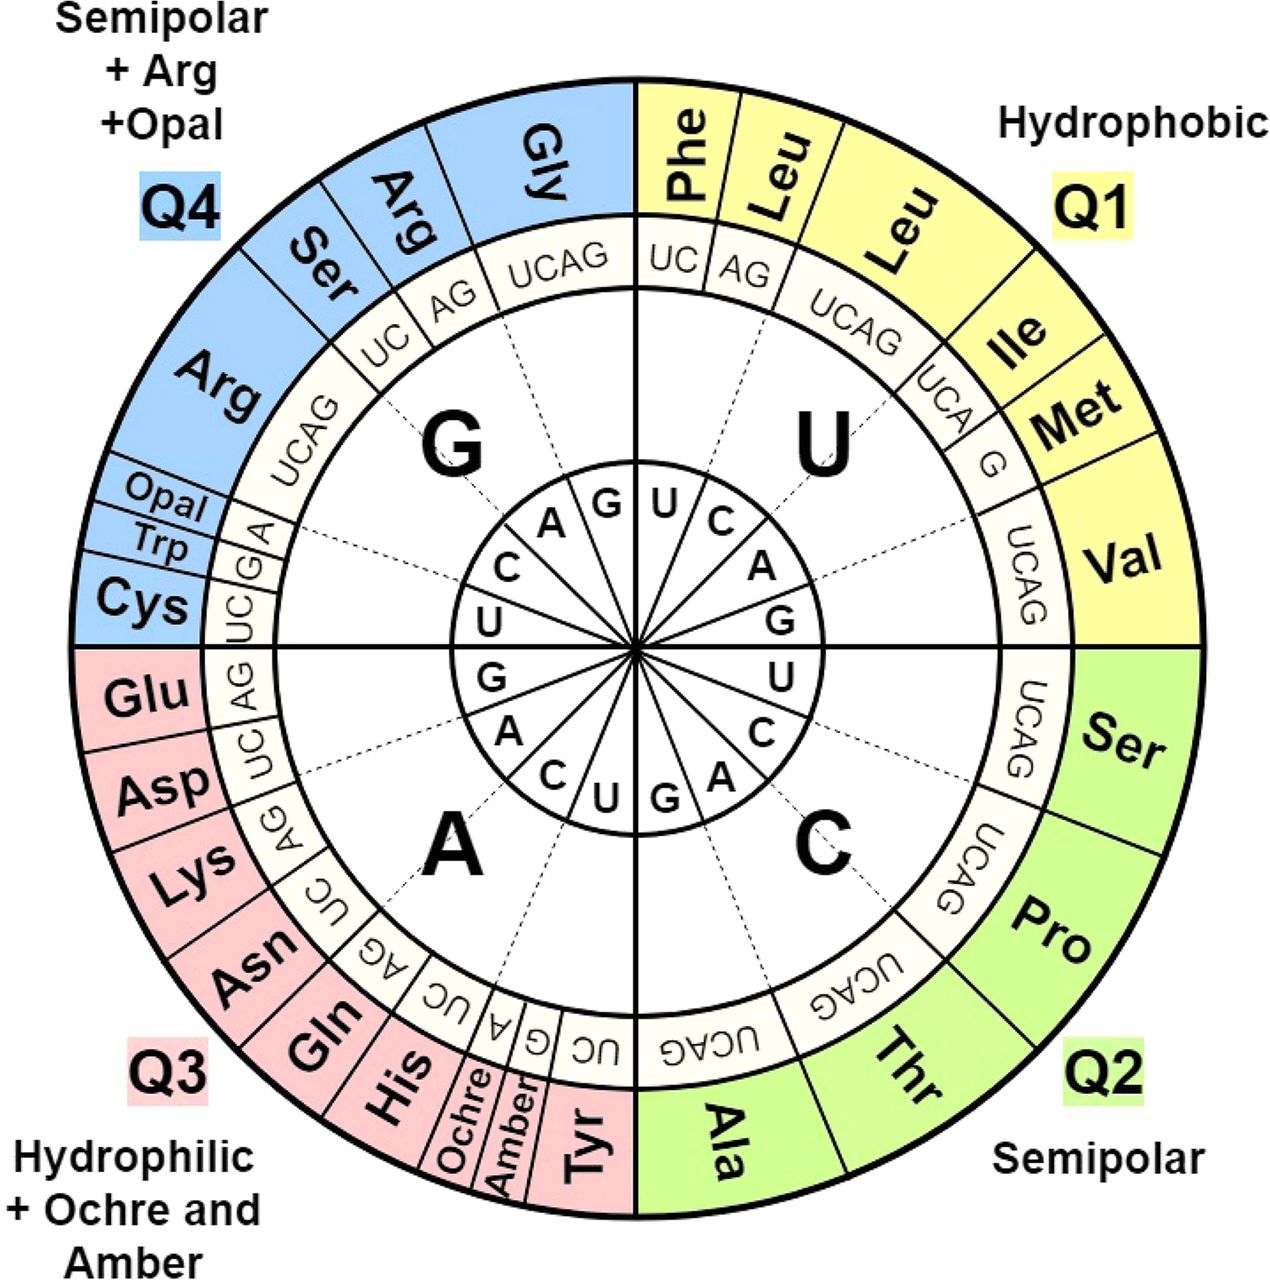 Semipolar
+ Arg
+Opal
Q4
Hydrophobic
Q1
Phe
Leu
Leu
Ile
Met
Val
Ser
Pro
Thr
Ala
Tyr
Amber
Ochre
His
Gln
Asn
Lys
Asp
Glu
Cys
Trp
Opal
Arg
Ser
Arg
Gly
UC
AG
UCAG
UCA
G
UCAG
UCAG
UCAG
UCAG
UCAG
UC
G
A
UC
AG
UC
AG
UC
AG
UC
G
A
UCAG
UC
AG
UCAG
G
U
A
C
U
C
A
G
U
C
A
G
U
C
A
G
U
C
A
G
Q3
Hydrophilic
+ Ochre and
Amber
Q2
Semipolar